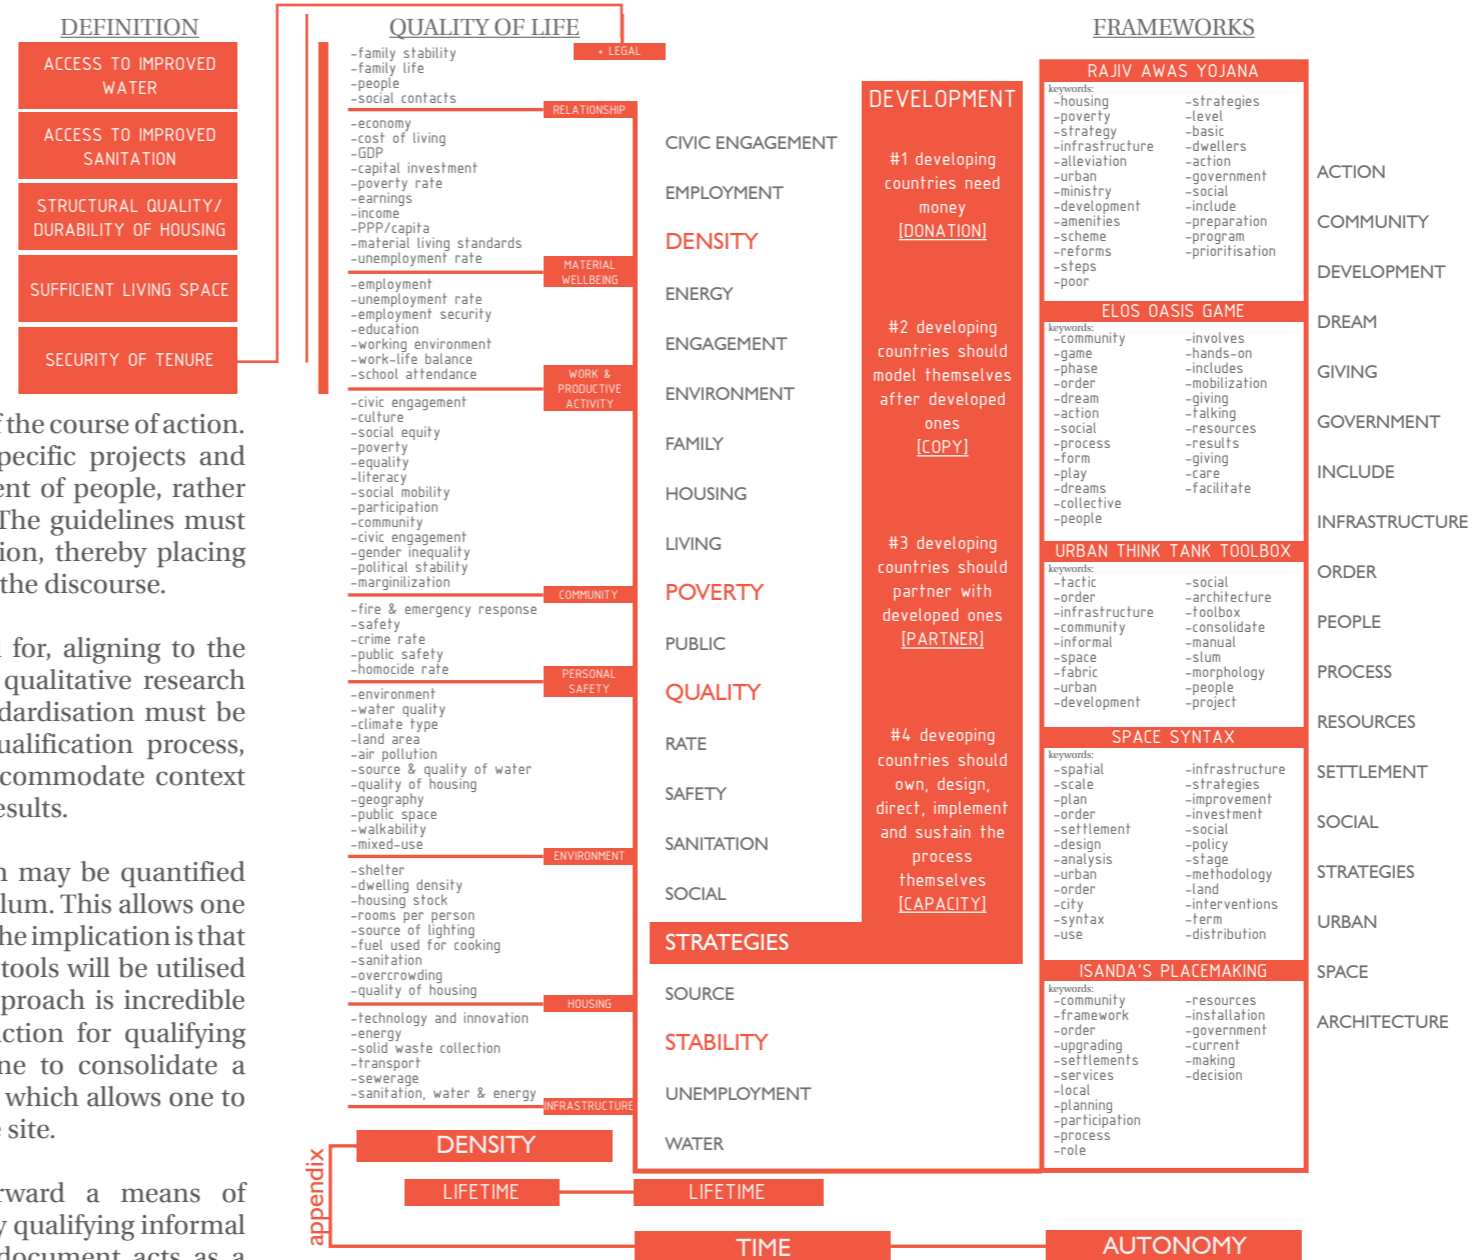 DEFINITION
ACCESS TO IMPROVED
WATER
ACCESS TO IMPROVED
SANITATION
STRUCTURAL QUALITY/
DURABILITY OF HOUSING
SUFFICIENT LIVING SPACE
SECURITY OF TENURE
f the course of action.
pecific projects and
ent of people, rather
The guidelines must
tion, thereby placing
the discourse.
for, aligning to the
qualitative research
dardisation must be
ualification process,
commodate context
esults.
may be quantified
lum. This allows one
he implication is that
tools will be utilised
proach is incredible
ction for qualifying
ne to consolidate a
which allows one to
site.
rward a means of
y qualifying informal
document acts as a
QUALITY OF LIFE
+ LEGAL
-family stability
-family life
-people
-social contacts
RELATIONSHIP
-economy
-cost of living
-GDP
-capital investment
-poverty rate
-earnings
-income
-PPP/capita
-material living standards
-unemployment rate
MATERIAL
WELLBEING
-employment
-unemployment rate
-employment security
-education
-working environment
-work-life balance
-school attendance
WORK &
PRODUCTIVE
ACTIVITY
-civic engagement
-culture
-social equity
-poverty
-equality
-literacy
-social mobility
-participation
-community
-civic engagement
-gender inequality
-political stability
-marginilization
COMMUNITY
-fire & emergency response
-safety
-crime rate
-public safety
-homocide rate
PERSONAL
SAFETY
-environment
-water quality
-climate type
-land area
-air pollution
-source & quality of water
-quality of housing
-geography
-public space
-walkability
-mixed-use
ENVIRONMENT
-shelter
-dwelling density
-housing stock
-rooms per person
-source of lighting
-fuel used for cooking
-sanitation
-overcrowding
-quality of housing
HOUSING
-technology and innovation
-energy
-solid waste collection
-transport
-sewerage
-sanitation, water & energy
INFRASTRUCTURE
CIVIC ENGAGEMENT
EMPLOYMENT
DENSITY
ENERGY
ENGAGEMENT
ENVIRONMENT
FAMILY
HOUSING
LIVING
POVERTY
PUBLIC
QUALITY
RATE
SAFETY
SANITATION
SOCIAL
STRATEGIES
SOURCE
STABILITY
UNEMPLOYMENT
WATER
DEVELOPMENT
#1 developing
countries need
money
[DONATION]
#2 developing
countries should
model themselves
after developed
ones
[COPY]
#3 developing
countries should
partner with
developed ones
[PARTNER]
#4 deveoping
countries should
own, design,
direct, implement
and sustain the
process
themselves
[CAPACITY]
FRAMEWORKS
RAJIV AWAS YOJANA
keywords:
-housing
-poverty
-strategy
-infrastructure
-alleviation
-urban
-ministry
-development
-amenities
-scheme
-reforms
-steps
-poor
-strategies
-level
-basic
-dwellers
-action
-government
-social
-include
-preparation
-program
-prioritisation
ELOS OASIS GAME
keywords:
-community
-game
-phase
-order
-dream
-action
-social
-process
-form
-play
-dreams
-collective
-people
-involves
-hands-on
-includes
-mobilization
-giving
-talking
-resources
-results
-giving
-care
-facilitate
URBAN THINK TANK TOOLBOX
keywords:
-tactic
-order
-infrastructure
-community
-informal
-space
-fabric
-urban
-development
-social
-architecture
-toolbox
-consolidate
-manual
-slum
-morphology
-people
-project
SPACE SYNTAX
keywords:
-spatial
-scale
-plan
-order
-settlement
-design
-analysis
-urban
-order
-city
-syntax
-use
-infrastructure
-strategies
-improvement
-investment
-social
-policy
-stage
-methodology
-land
-interventions
-term
-distribution
ISANDA'S PLACEMAKING
keywords:
-community
-framework
-order
-upgrading
-settlements
-services
-local
-planning
-participation
-process
-role
-resources
-installation
-government
-current
-making
-decision
ACTION
COMMUNITY
DEVELOPMENT
DREAM
GIVING
GOVERNMENT
INCLUDE
INFRASTRUCTURE
ORDER
PEOPLE
PROCESS
RESOURCES
SETTLEMENT
SOCIAL
STRATEGIES
URBAN
SPACE
ARCHITECTURE
appendix
DENSITY
LIFETIME
LIFETIME
TIME
AUTONOMY